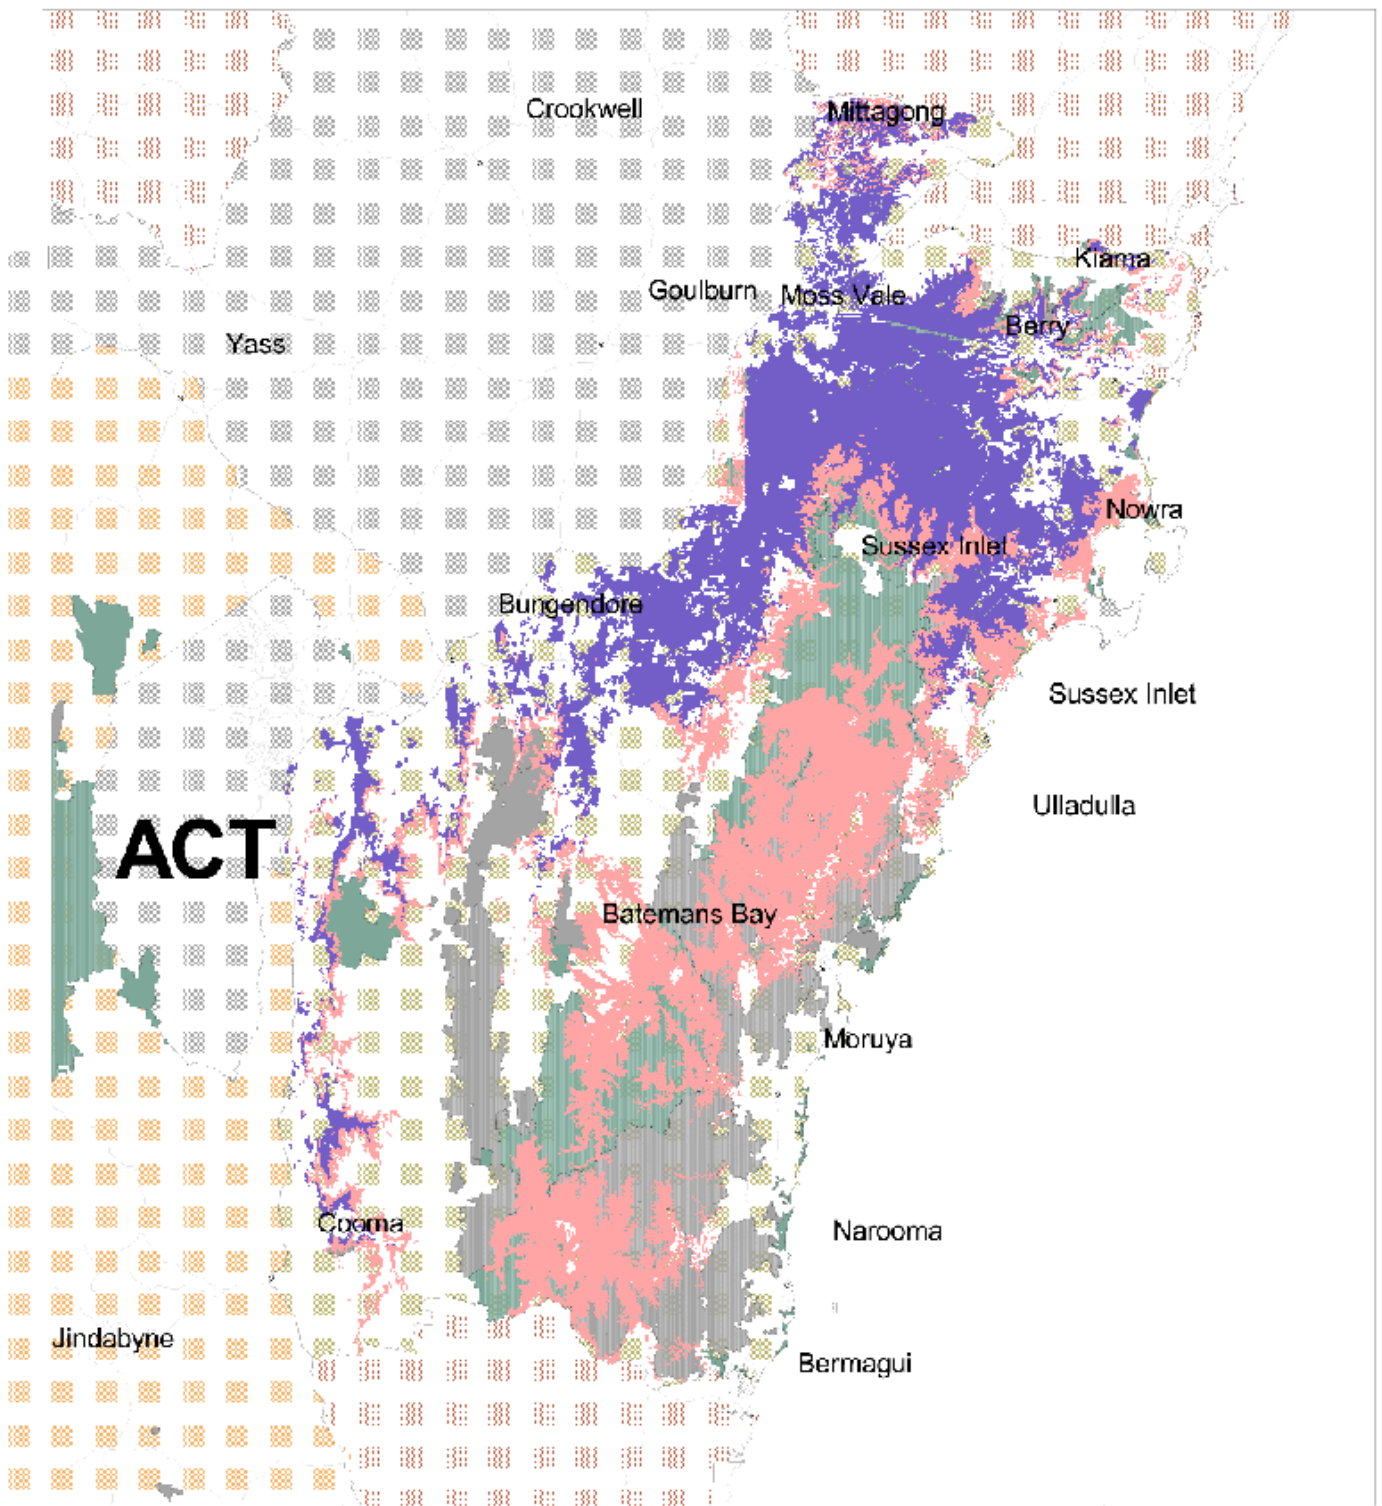 Crookwell
Mittagong
Kiama
Goulburn
Moss Vale
Berry
Yass
Nowra
Sussex Inlet
Bungendore
Sussex Inlet
Ulladulla
ACT
Batemans Bay
Moruya
Cooma
Narooma
Jindabyne
Bermagui